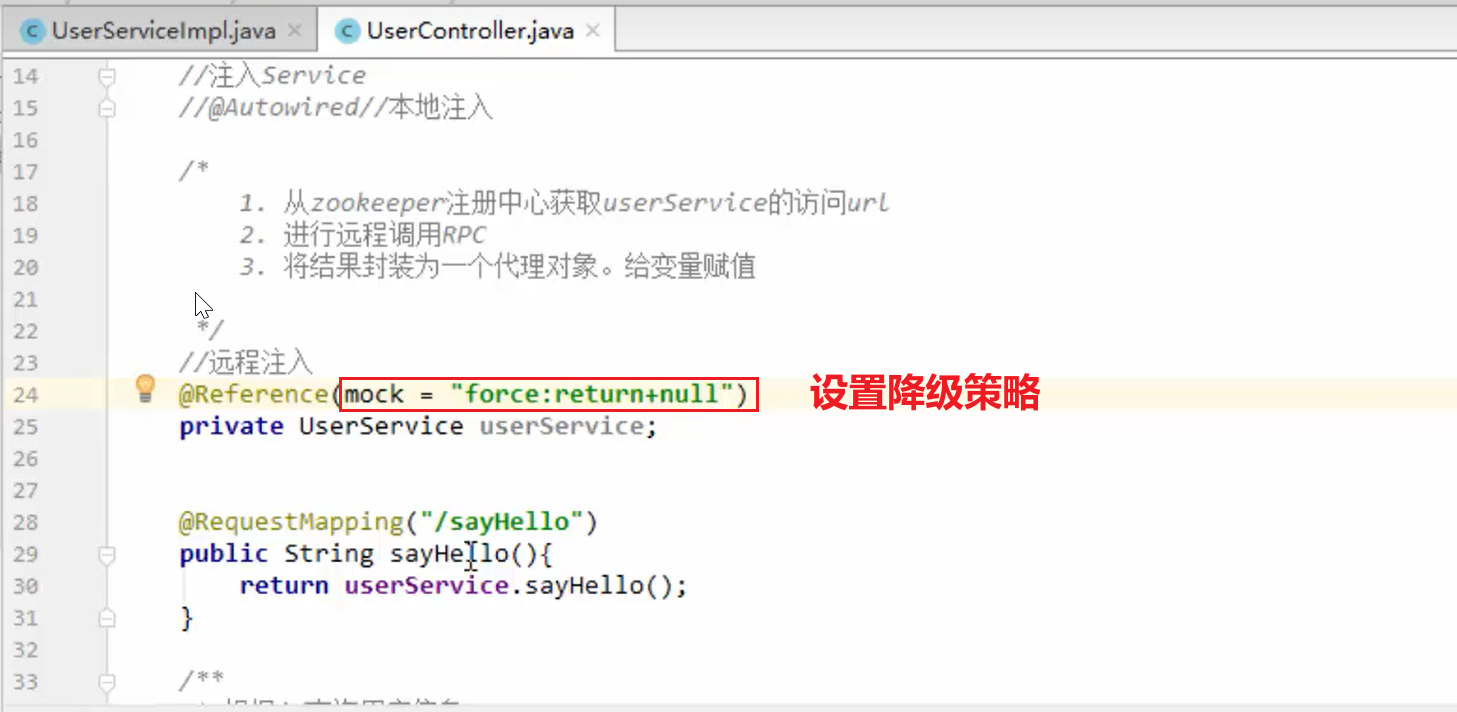 UserServiceImpl.java
UserController.java
14 //注入Service
15 //@Autowired//本地注入
16
17 /*
18 1. 从zookeeper注册中心获取userService的访问url
19 2. 进行远程调用RPC
20 3. 将结果封装为一个代理对象。给变量赋值
21
22 */
23 //远程注入
24 @Reference(mock = "force:return+null") 设置降级策略
25 private UserService userService;
26
27
28 @RequestMapping("/sayHello")
29 public String sayHello(){
30 return userService.sayHello();
31 }
32
33 /**